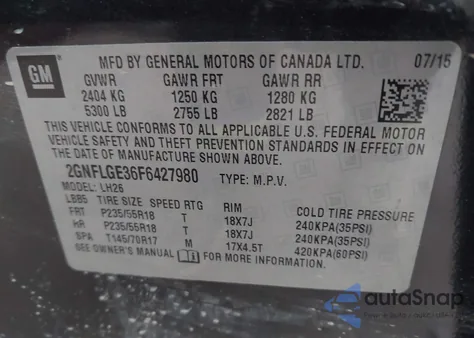 GM
MFD BY GENERAL MOTORS OF CANADA LTD. 07/15
GVWR GAWR FRT GAWR RR
2404 KG 1250 KG 1280 KG
5300 LB 2755 LB 2821 LB
THIS VEHICLE CONFORMS TO ALL APPLICABLE U.S. FEDERAL MOTOR
VEHICLE SAFETY AND THEFT PREVENTION STANDARDS IN EFFECT ON
THE DATE OF MANUFACTURE SHOWN ABOVE.
2GNFLGE36F6427980 TYPE: M.P.V.
MODEL: LH26
LBB5 TIRE SIZE SPEED RTG RIM COLD TIRE PRESSURE
FRT P235/55R18 T 18X7J 240KPA(35PSI)
RR P235/55R18 T 18X7J 240KPA(35PSI)
SPA T145/70R17 M 17X4.5T 420KPA(60PSI)
SEE OWNER'S MANUAL FOR MORE INFORMATION.
autoSnap